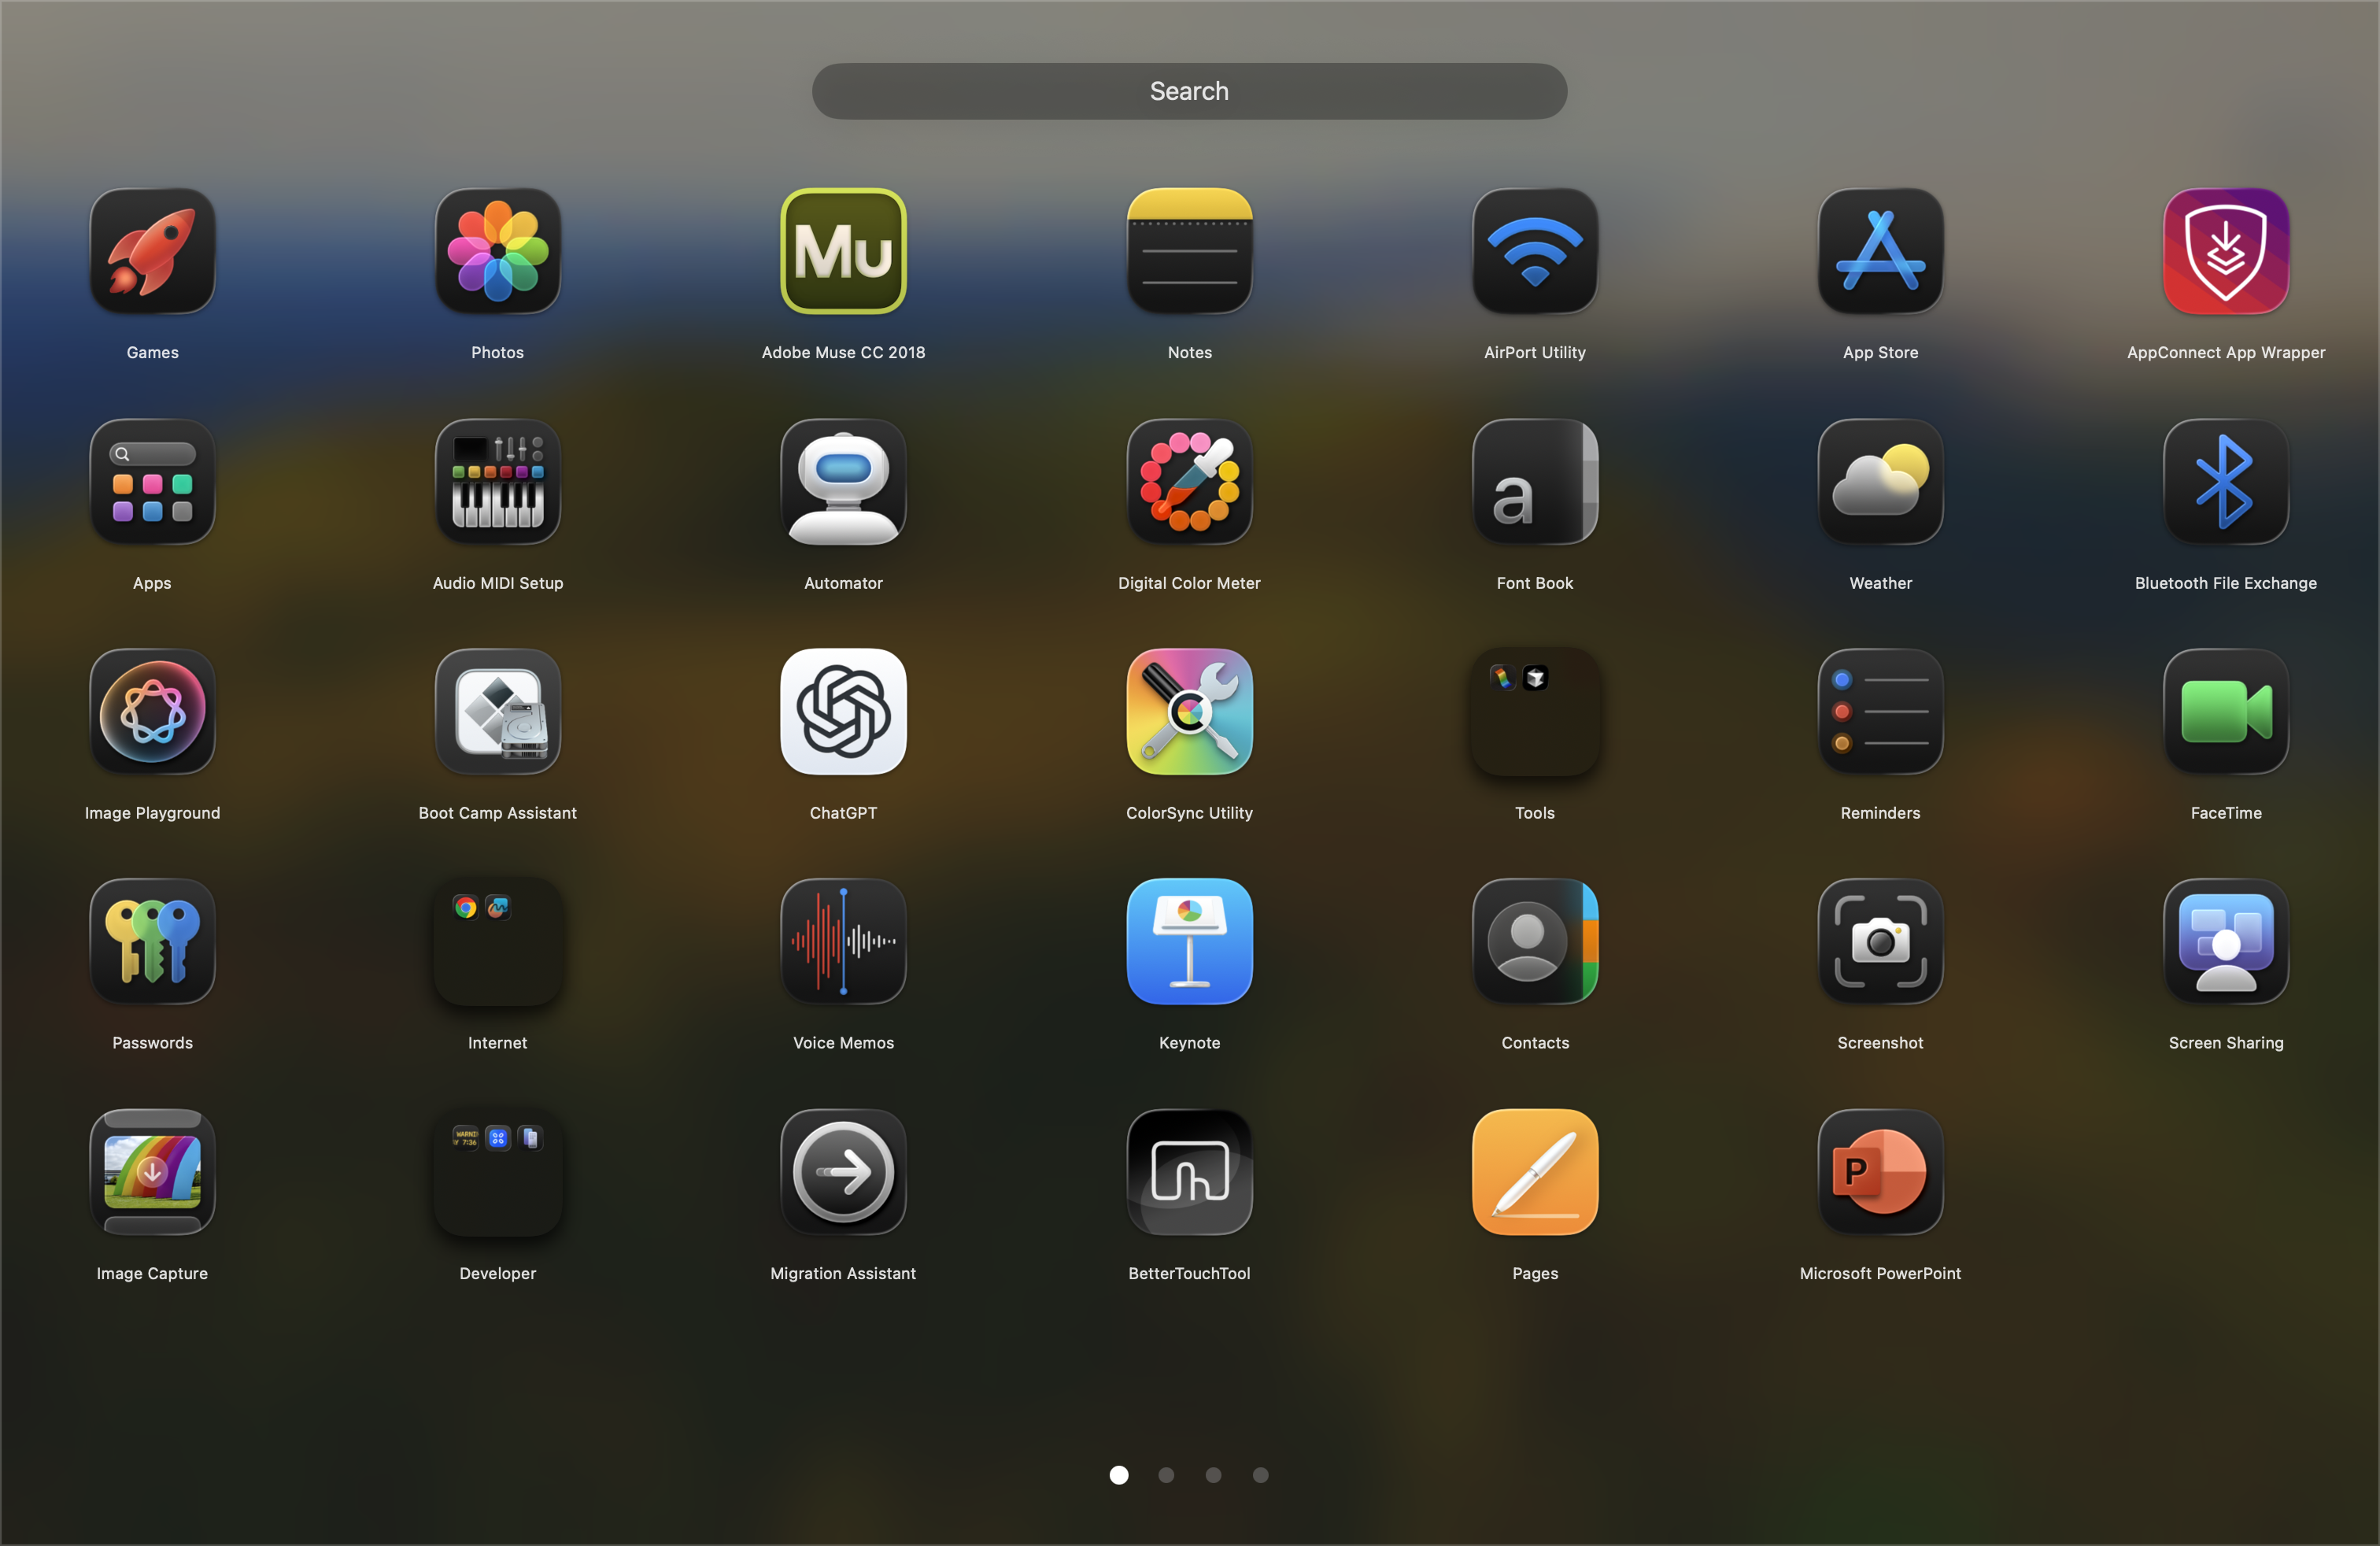 Search
Games
Photos
Mu
Adobe Muse CC 2018
Notes
AirPort Utility
App Store
AppConnect App Wrapper
Apps
Audio MIDI Setup
Automator
Digital Color Meter
a
Font Book
Weather
Bluetooth File Exchange
Image Playground
Boot Camp Assistant
ChatGPT
ColorSync Utility
Tools
Reminders
FaceTime
Passwords
Internet
Voice Memos
Keynote
Contacts
Screenshot
Screen Sharing
Image Capture
WARNI
Y 7:36
Developer
Migration Assistant
BetterTouchTool
Pages
P
Microsoft PowerPoint